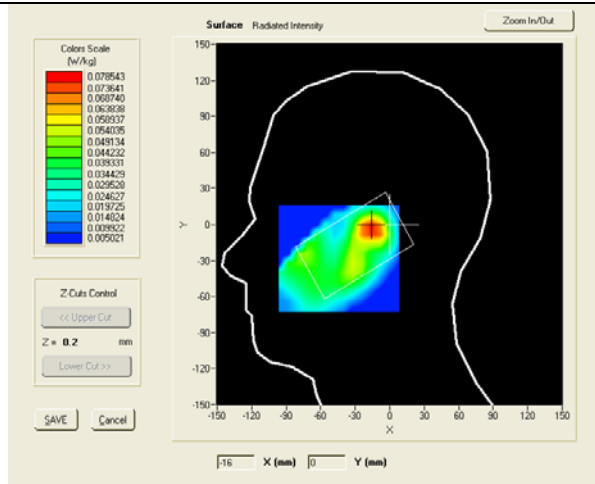 Surface Radiated Intensity
Zoom In/Out
Colors Scale
(W/kg)
0.078543
0.073641
0.068740
0.063838
0.058937
0.054035
0.049134
0.044232
0.039331
0.034429
0.029528
0.024627
0.019725
0.014824
0.009922
0.005021
Z-Cuts Control
<< Upper Cut
Z = 0.2 mm
Lower Cut >>
SAVE Cancel
150
120
90
60
30
0
-30
-60
-90
-120
-150
Y
-150 -120 -90 -60 -30 0 30 60 90 120 150
X
-16 X (mm) 0 Y (mm)